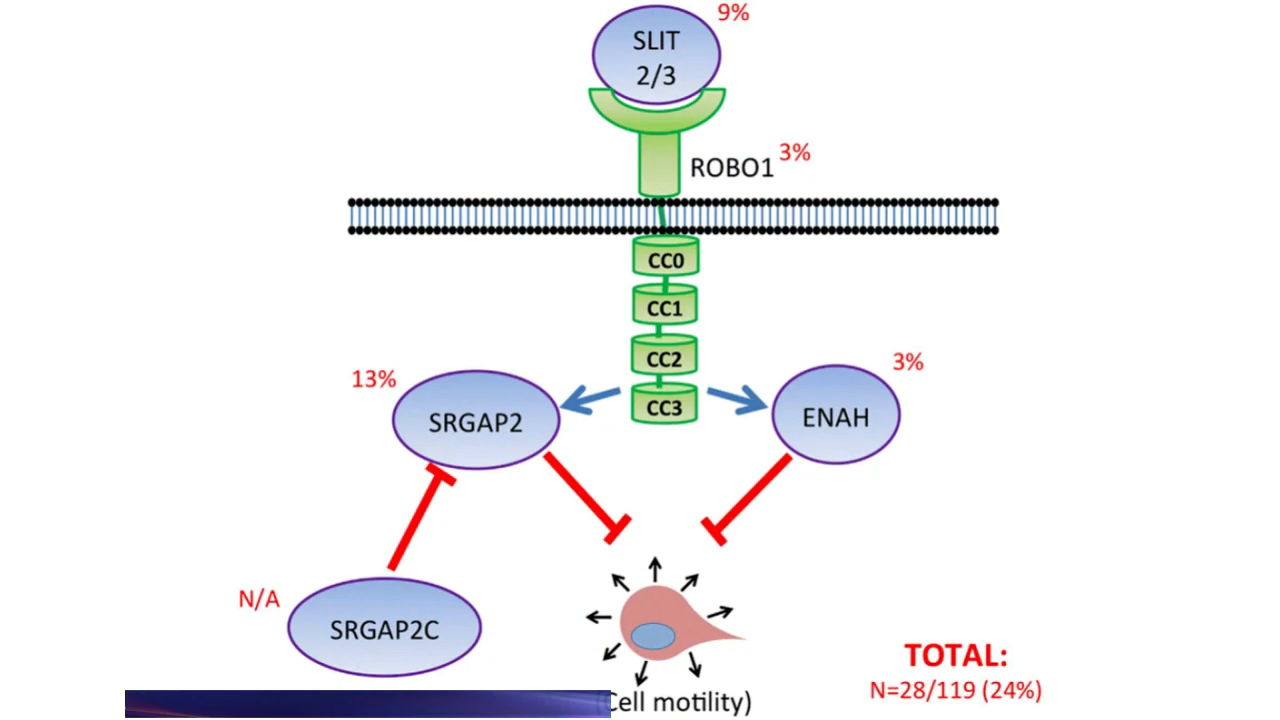 9%
SLIT
2/3
ROBO1
3%
CC0
CC1
CC2
CC3
13%
SRGAP2
3%
ENAH
N/A
SRGAP2C
(Cell motility)
TOTAL:
N=28/119 (24%)